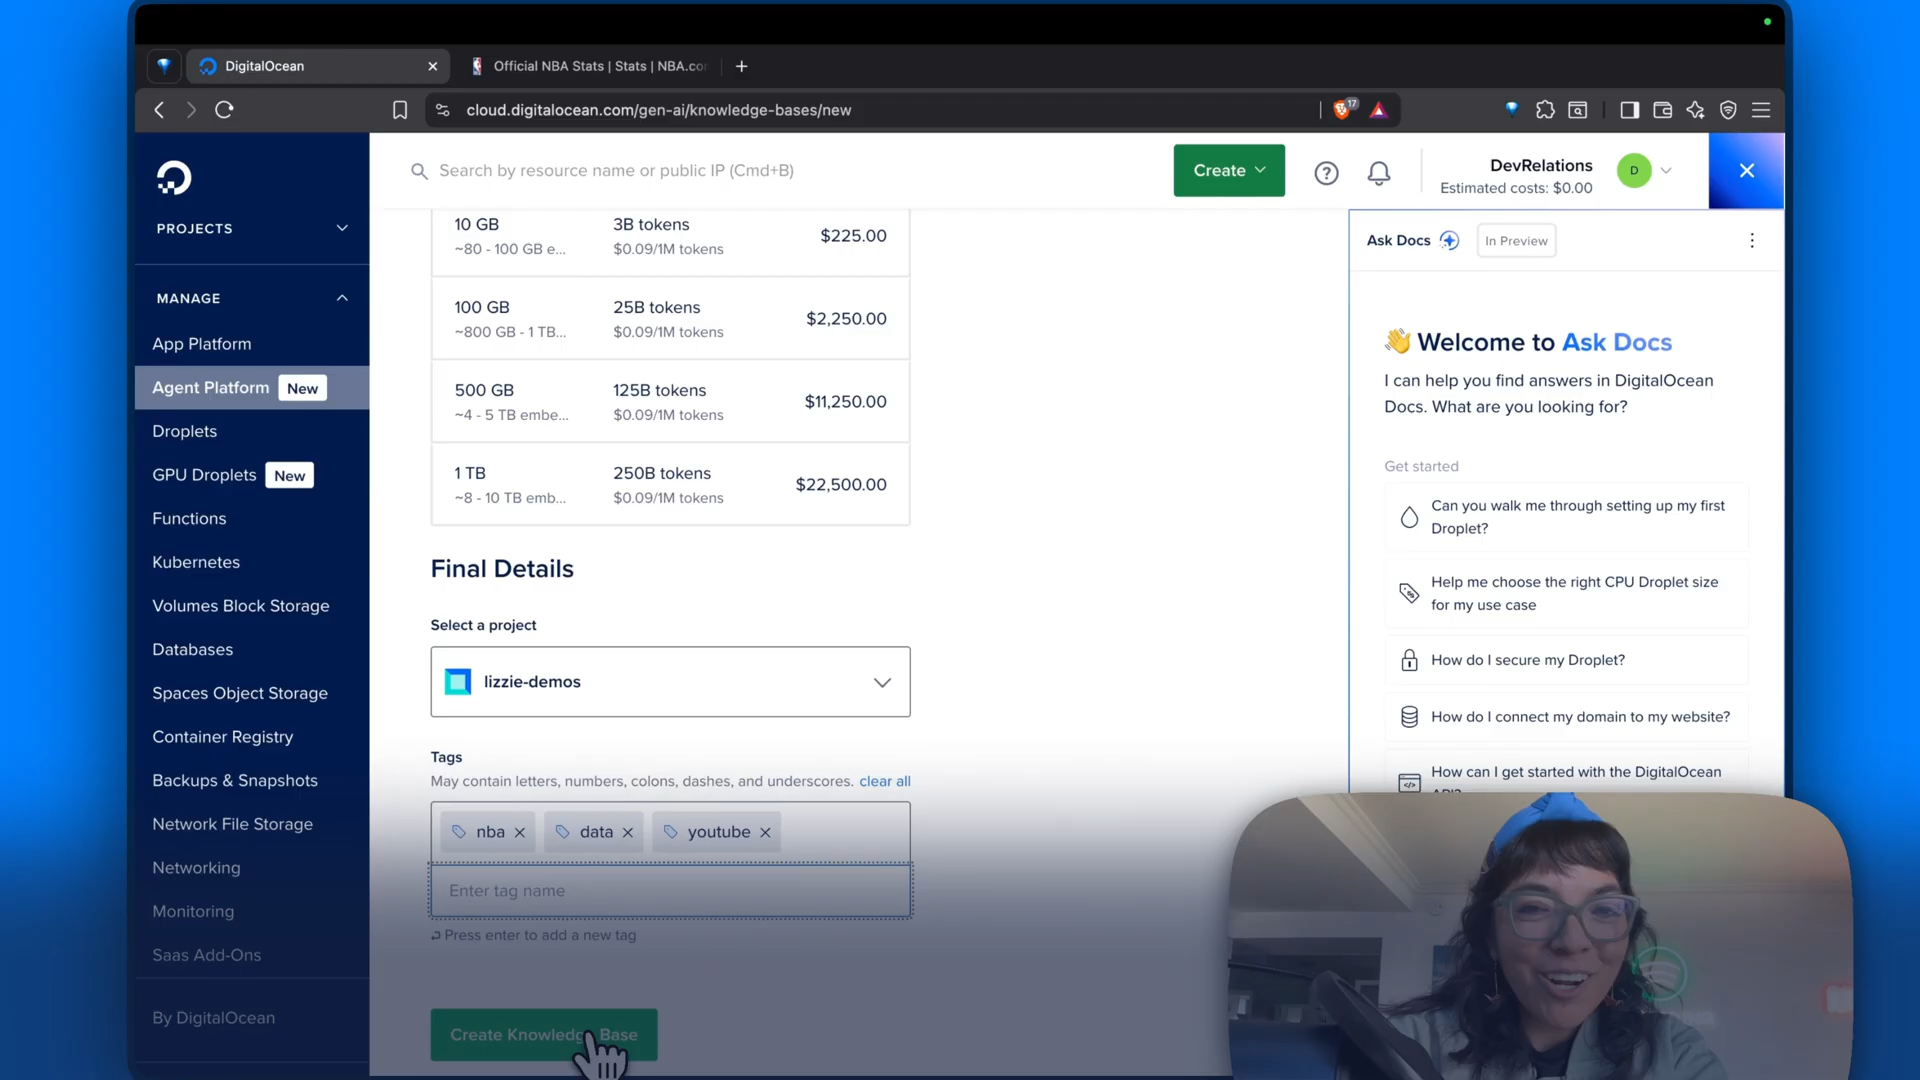 DigitalOcean
Official NBA Stats | Stats | NBA.co
cloud.digitalocean.com/gen-ai/knowledge-bases/new
17
Search by resource name or public IP (Cmd+B)
Create
DevRelations
Estimated costs: $0.00
D
PROJECTS
MANAGE
App Platform
Agent Platform New
Droplets
GPU Droplets New
Functions
Kubernetes
Volumes Block Storage
Databases
Spaces Object Storage
Container Registry
Backups & Snapshots
Network File Storage
Networking
Monitoring
Saas Add-Ons
By DigitalOcean
10 GB 3B tokens $225.00
~80 - 100 GB e... $0.09/1M tokens
100 GB 25B tokens $2,250.00
~800 GB - 1 TB... $0.09/1M tokens
500 GB 125B tokens $11,250.00
~4 - 5 TB embe... $0.09/1M tokens
1 TB 250B tokens $22,500.00
~8 - 10 TB emb... $0.09/1M tokens
Final Details
Select a project
lizzie-demos
Tags
May contain letters, numbers, colons, dashes, and underscores. clear all
nba data youtube
Enter tag name
Press enter to add a new tag
Create Knowledge Base
Ask Docs In Preview
👋 Welcome to Ask Docs
I can help you find answers in DigitalOcean
Docs. What are you looking for?
Get started
Can you walk me through setting up my first
Droplet?
Help me choose the right CPU Droplet size
for my use case
How do I secure my Droplet?
How do I connect my domain to my website?
How can I get started with the DigitalOcean
API?